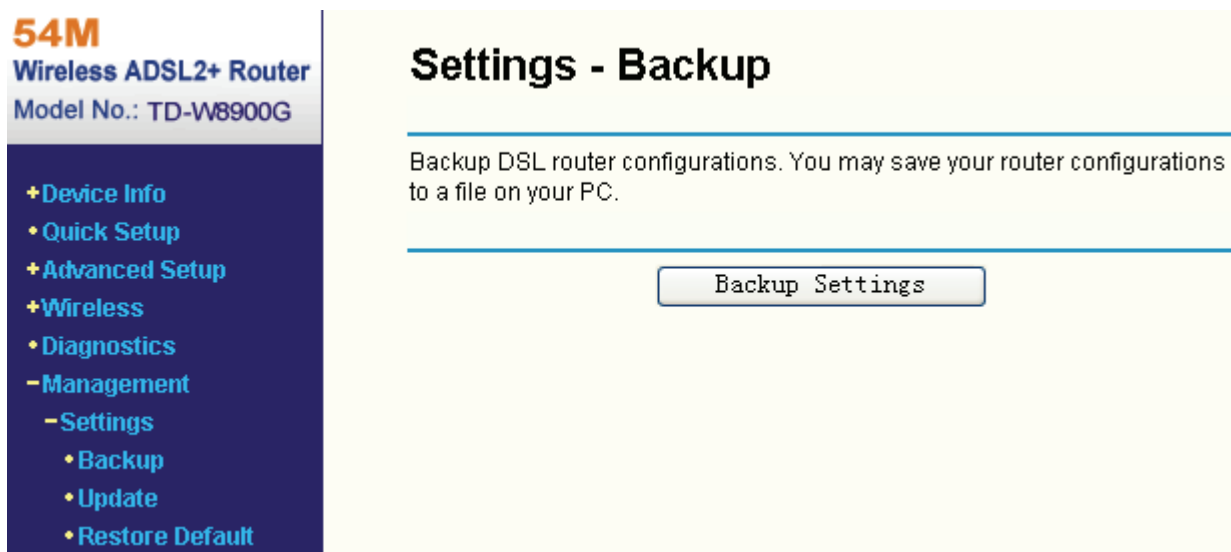 54M
Wireless ADSL2+ Router
Model No.: TD-W8900G
+Device Info
•Quick Setup
+Advanced Setup
+Wireless
•Diagnostics
-Management
-Settings
•Backup
•Update
•Restore Default
Settings - Backup
Backup DSL router configurations. You may save your router configurations
to a file on your PC.
Backup Settings